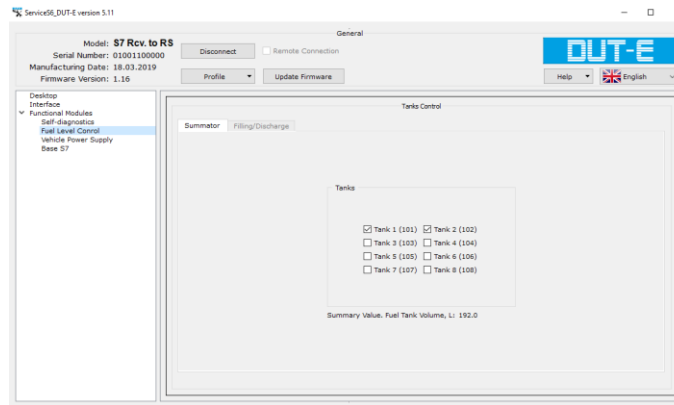 ServiceS6_DUT-E version 5.11
General
Model: S7 Rcv. to RS
Serial Number: 01001100000
Manufacturing Date: 18.03.2019
Firmware Version: 1.16
Disconnect
Remote Connection
Profile
Update Firmware
DUT-E
Help
English
Desktop
Interface
Functional Modules
Self-diagnostics
Fuel Level Conrol
Vehicle Power Supply
Base S7
Tanks Control
Summator
Filling/Discharge
Tanks
Tank 1 (101) Tank 2 (102)
Tank 3 (103) Tank 4 (104)
Tank 5 (105) Tank 6 (106)
Tank 7 (107) Tank 8 (108)
Summary Value. Fuel Tank Volume, L: 192.0